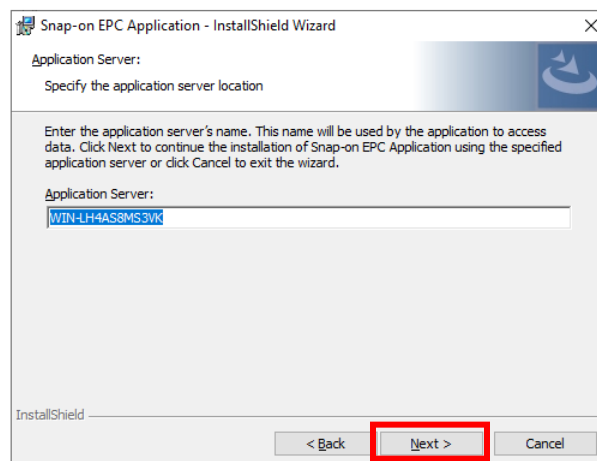 Snap-on EPC Application - InstallShield Wizard
Application Server:
Specify the application server location
Enter the application server's name. This name will be used by the application to access
data. Click Next to continue the installation of Snap-on EPC Application using the specified
application server or click Cancel to exit the wizard.
Application Server:
WIN-LH4AS8MS3VK
InstallShield
< Back Next > Cancel